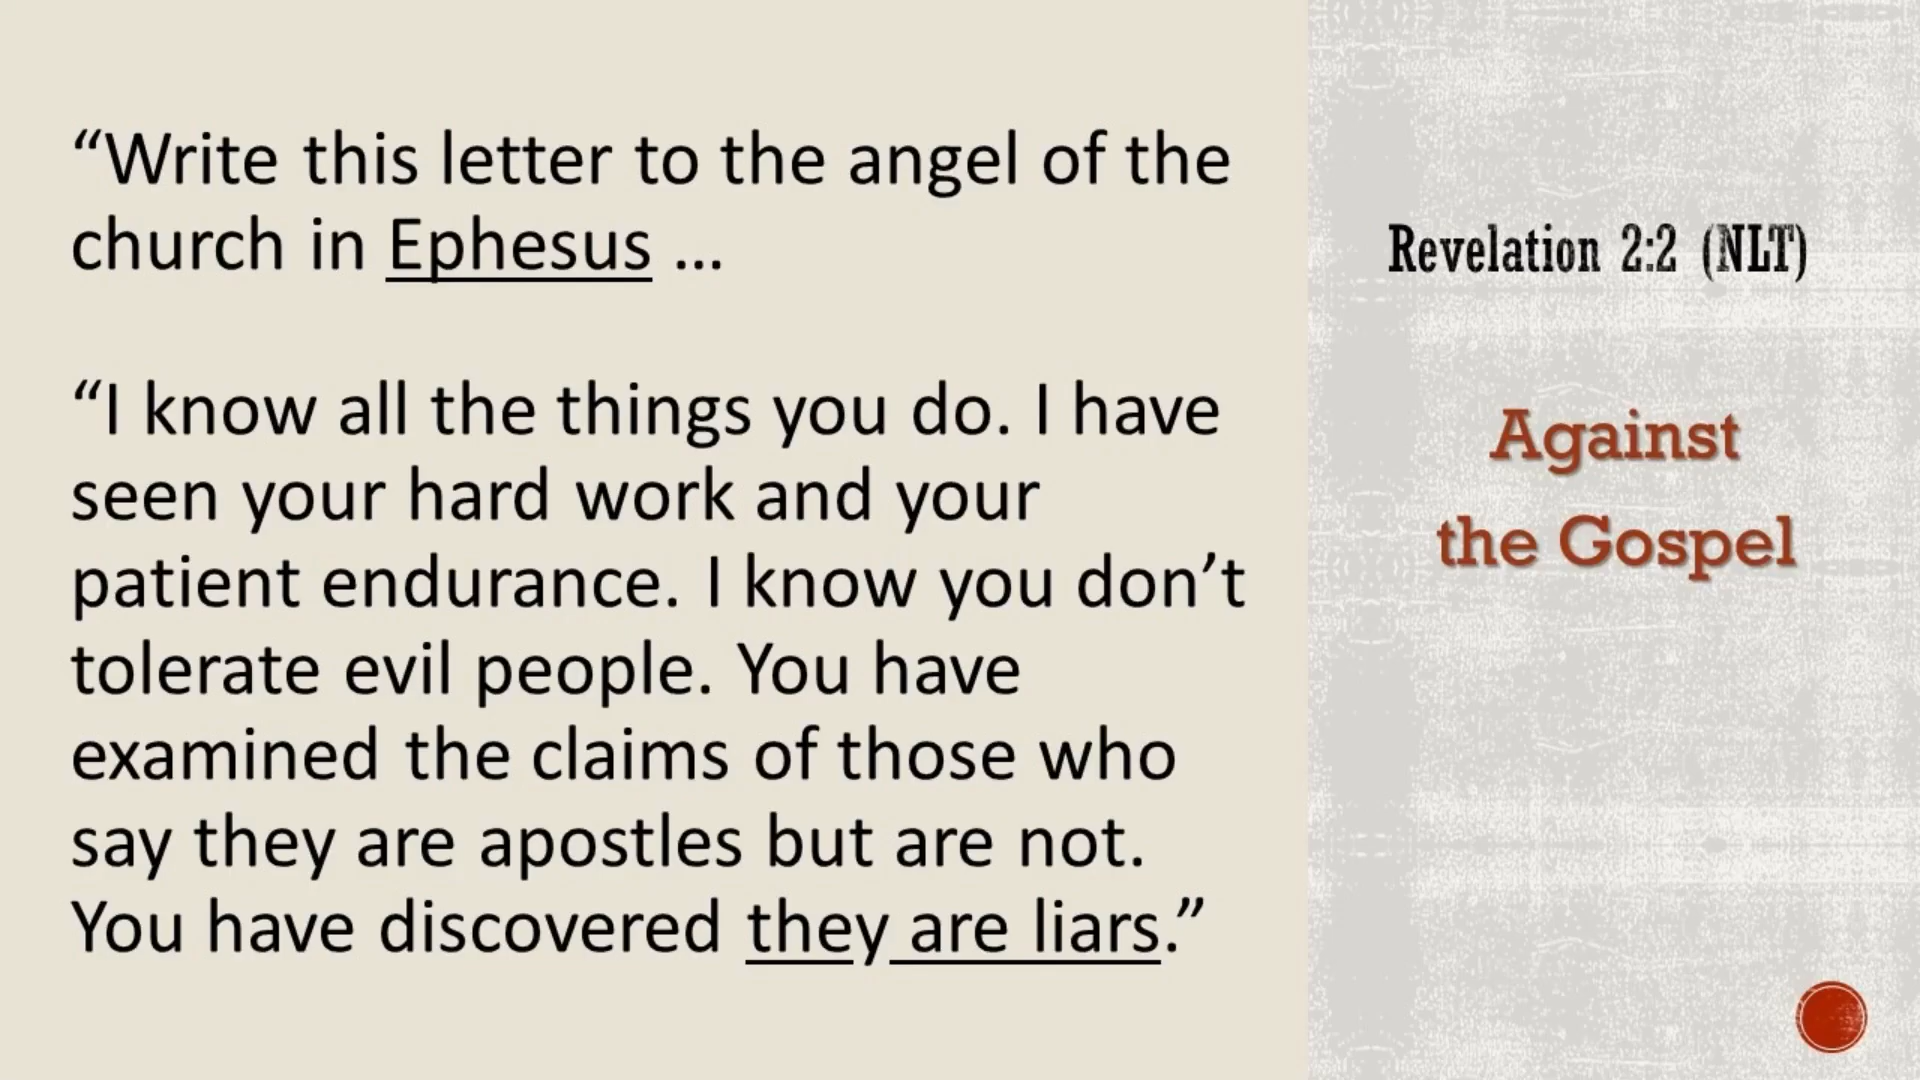 “Write this letter to the angel of the
church in Ephesus ...
“I know all the things you do. I have
seen your hard work and your
patient endurance. I know you don’t
tolerate evil people. You have
examined the claims of those who
say they are apostles but are not.
You have discovered they are liars.”
Revelation 2:2 (NLT)
Against
the Gospel